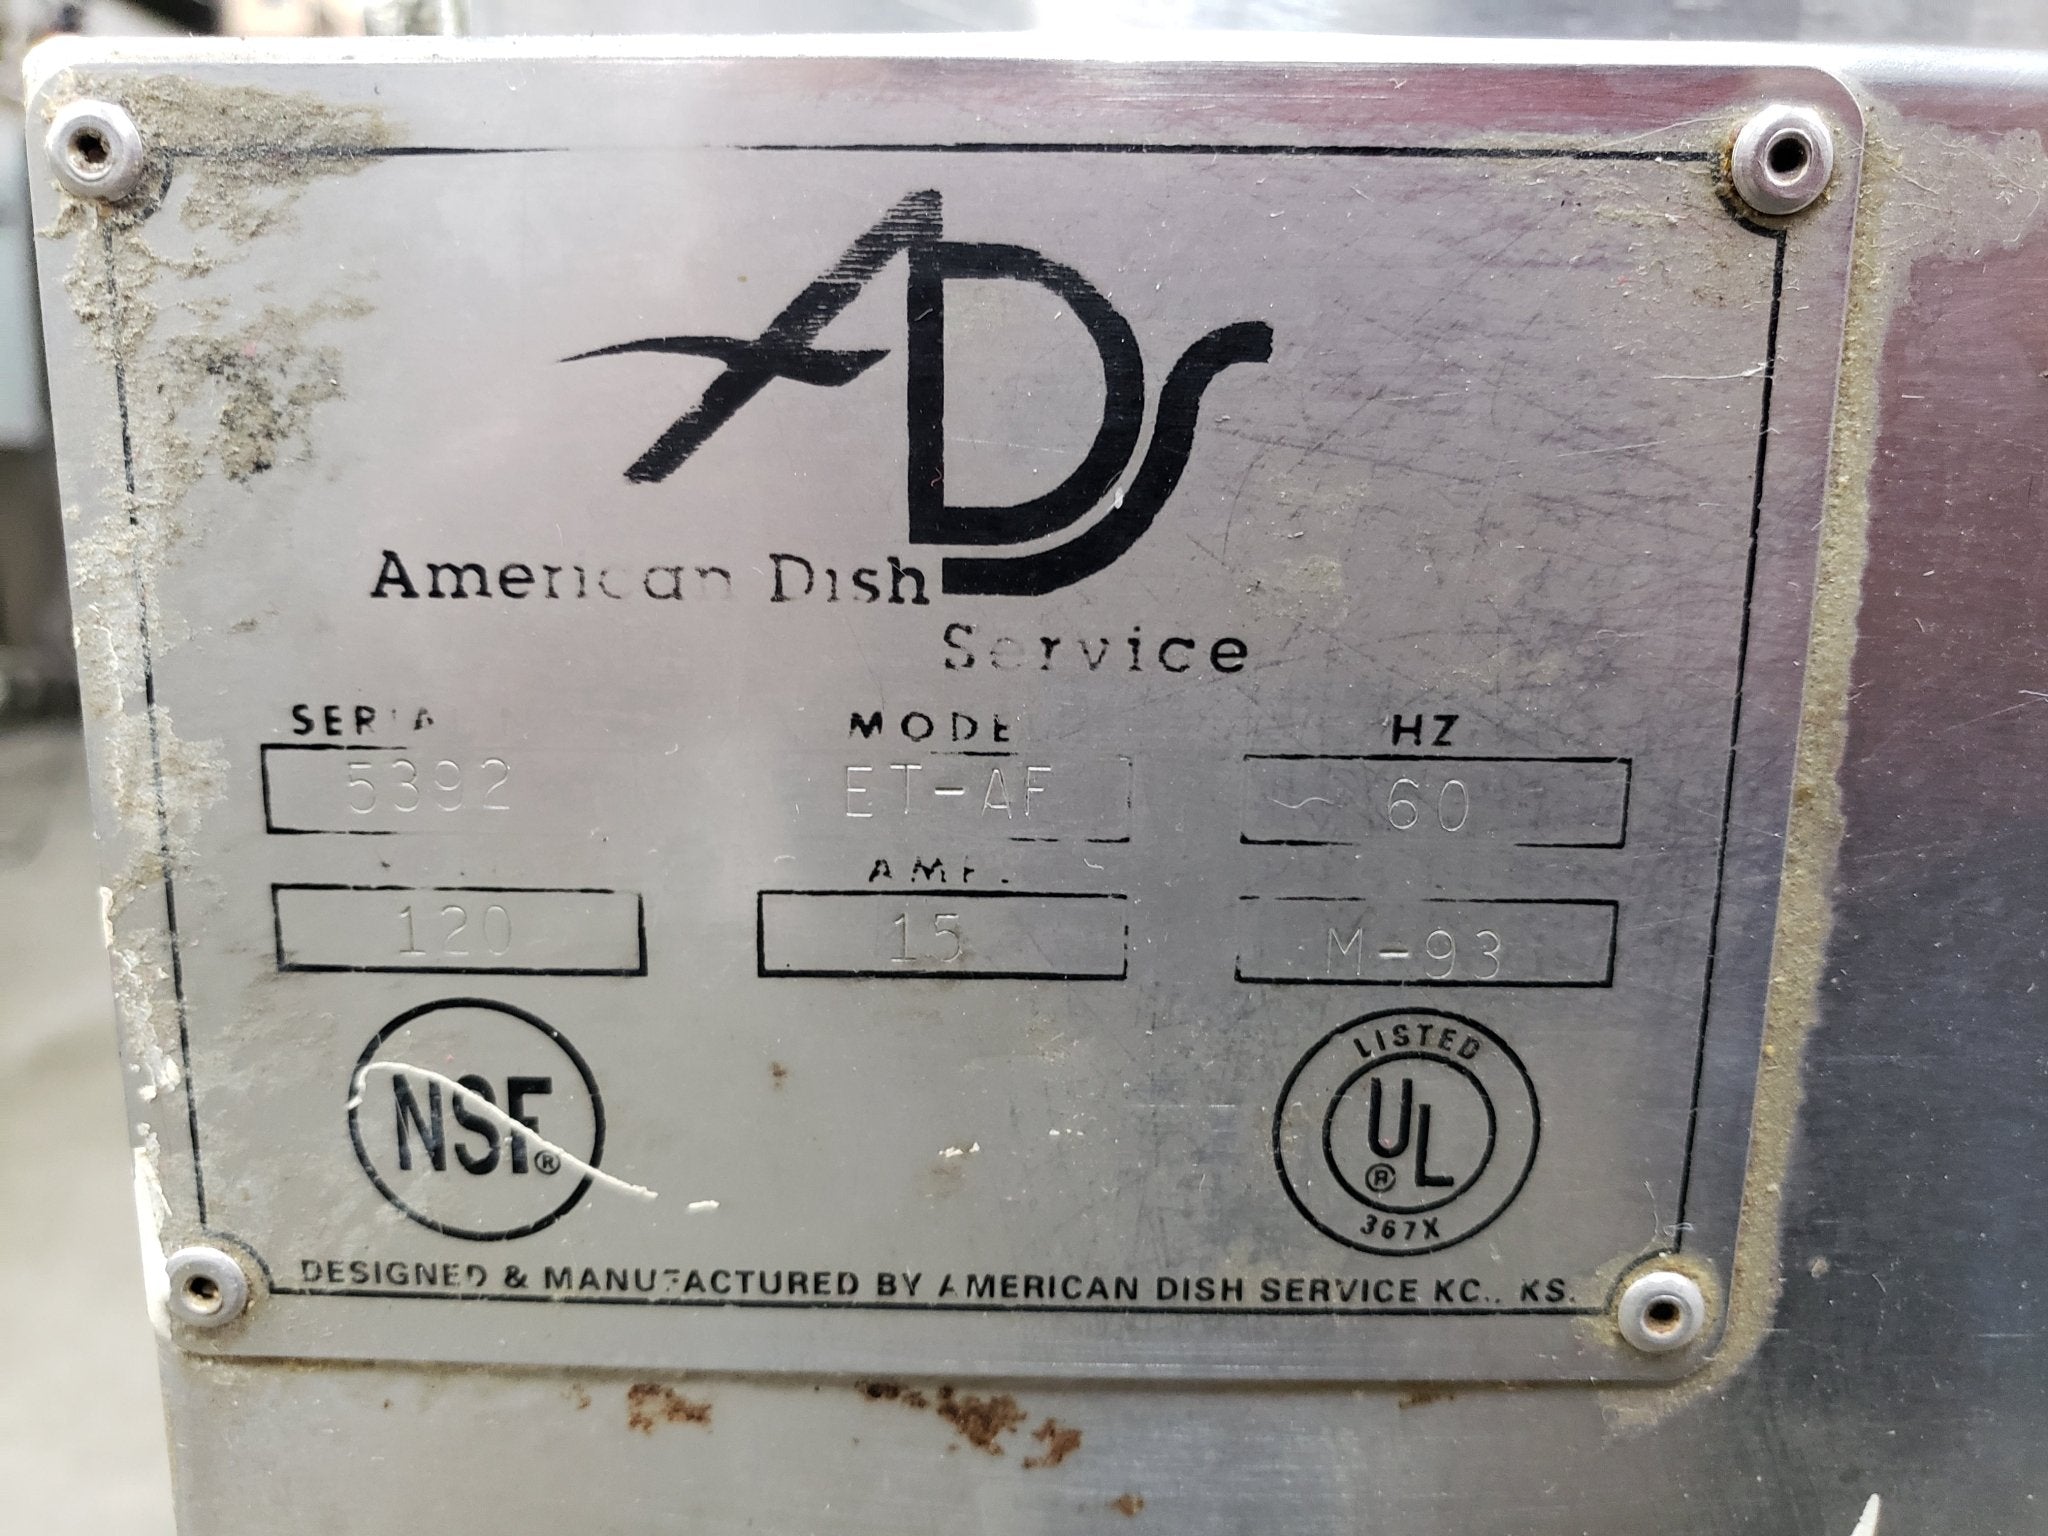 ADS
American Dish
Service
SERIAL N
MODE
HZ
5392
ET-AF
~ 60
AMP.
120
15
M-93
NSF®
LISTED
UL®
367X
DESIGNED & MANUFACTURED BY AMERICAN DISH SERVICE KC., KS.